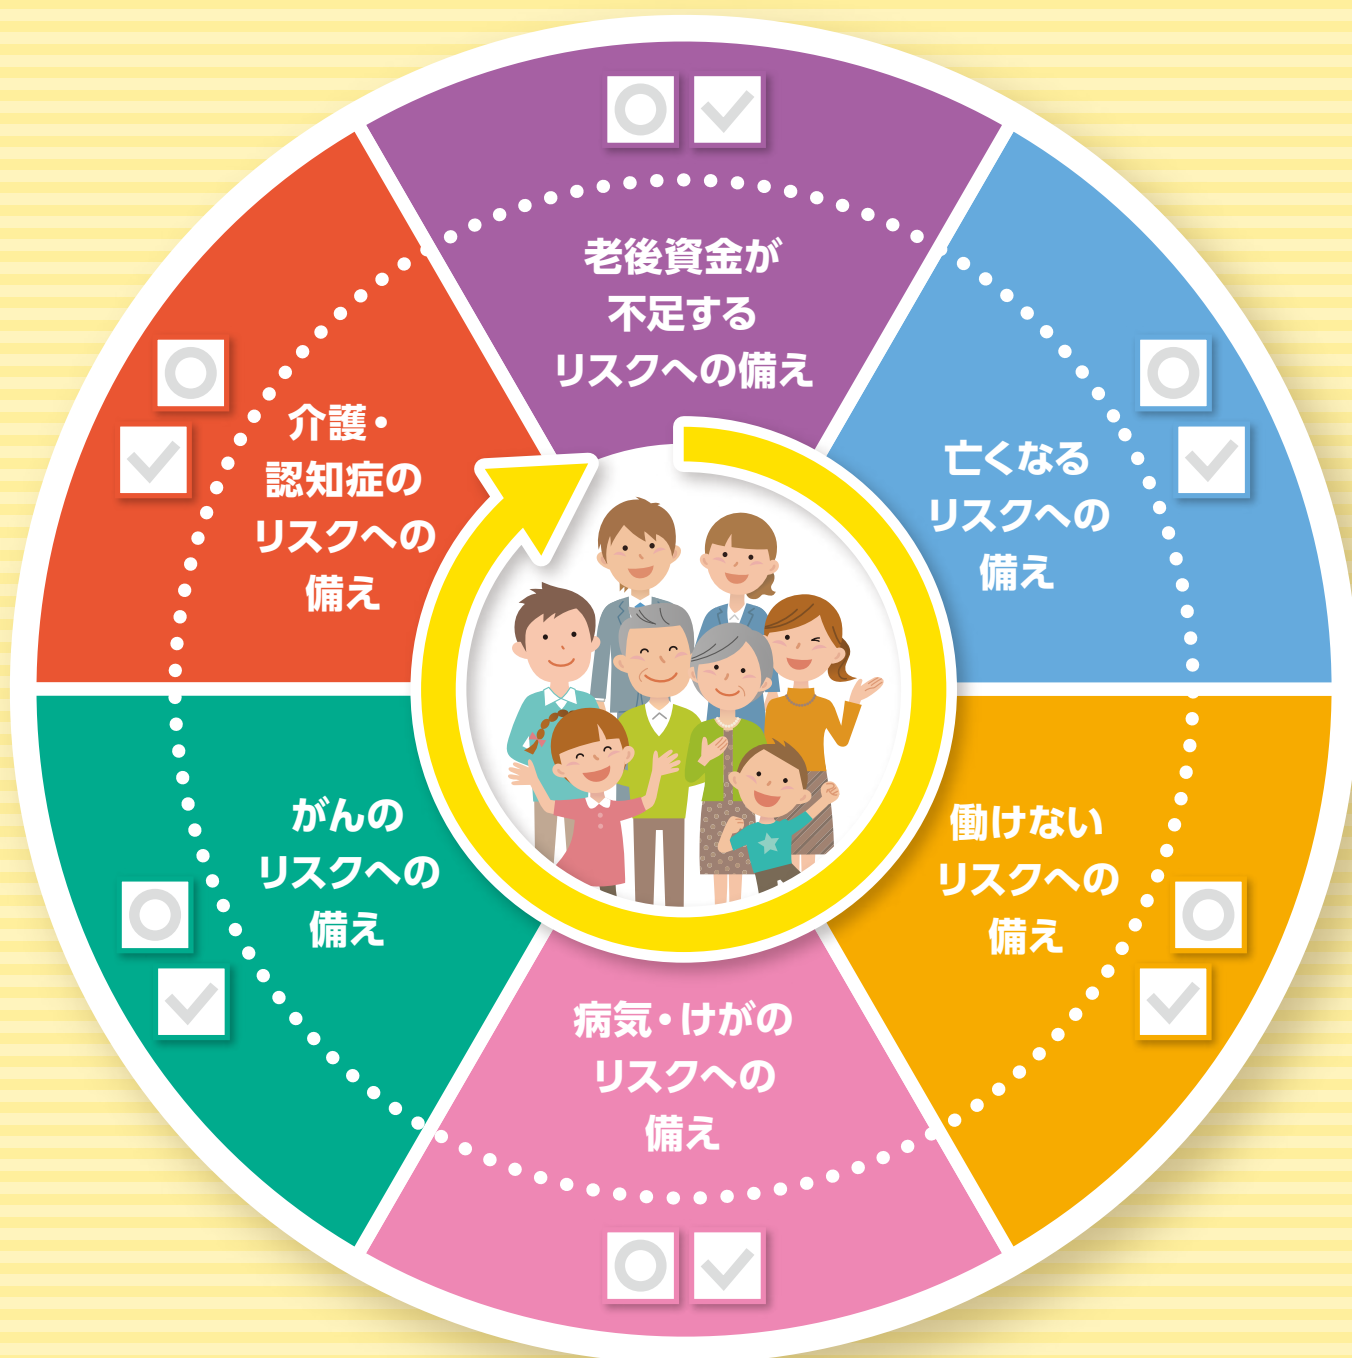 老後資金が
不足する
リスクへの備え
亡くなる
リスクへの
備え
働けない
リスクへの
備え
病気・けがの
リスクへの
備え
がんの
リスクへの
備え
介護・
認知症の
リスクへの
備え